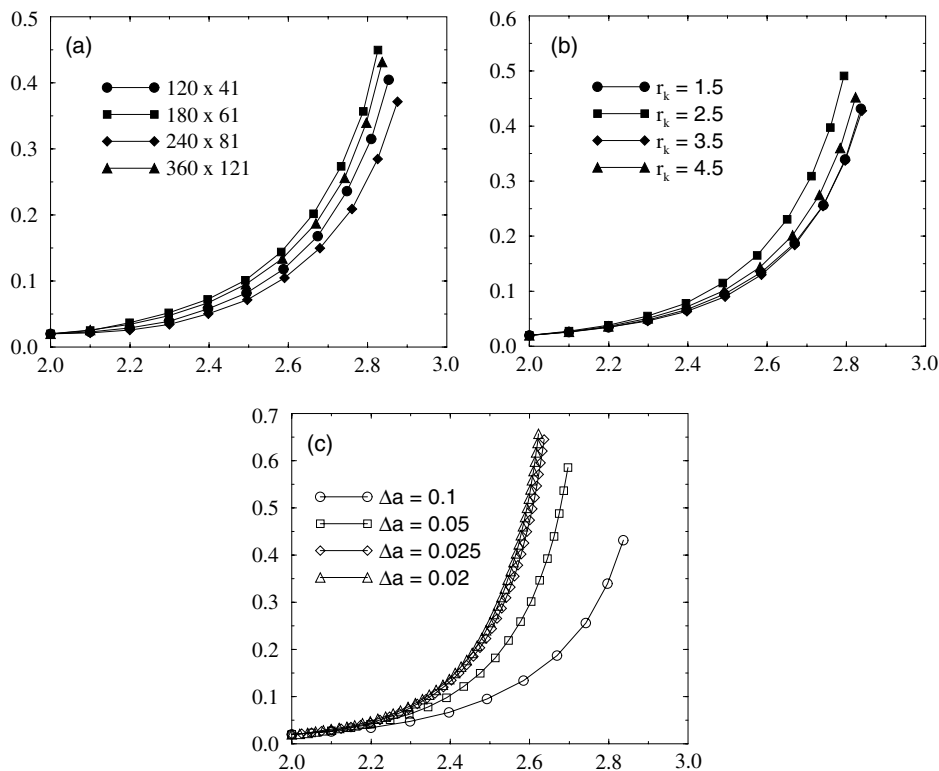 (a)
0.5
0.4
0.3
0.2
0.1
0.0
120 x 41
180 x 61
240 x 81
360 x 121
2.0 2.2 2.4 2.6 2.8 3.0
(b)
0.6
0.5
0.4
0.3
0.2
0.1
0.0
r_k = 1.5
r_k = 2.5
r_k = 3.5
r_k = 4.5
2.0 2.2 2.4 2.6 2.8 3.0
(c)
0.7
0.6
0.5
0.4
0.3
0.2
0.1
0.0
Δa = 0.1
Δa = 0.05
Δa = 0.025
Δa = 0.02
2.0 2.2 2.4 2.6 2.8 3.0